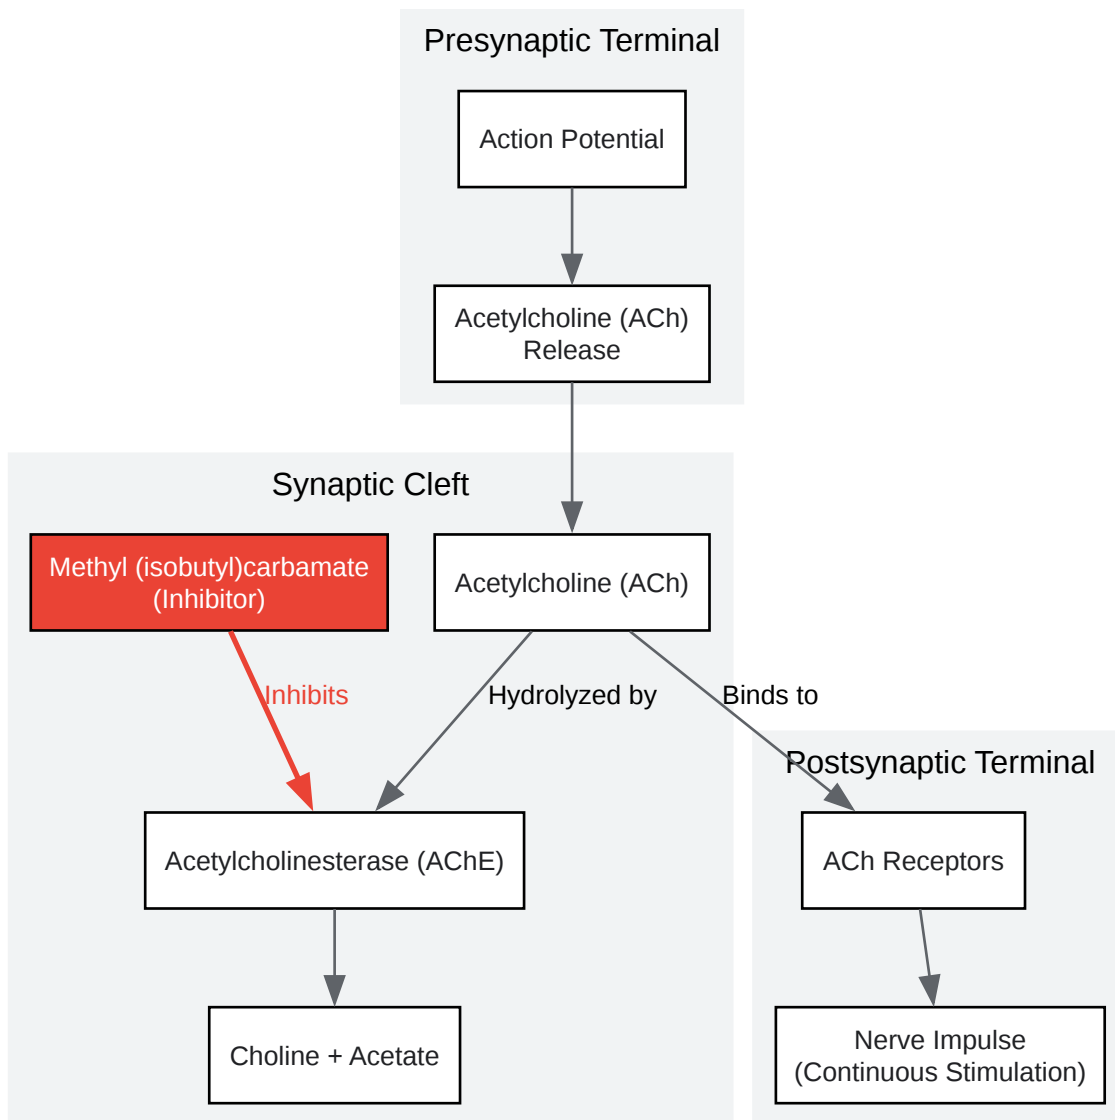 Presynaptic Terminal
Action Potential
Acetylcholine (ACh)
Release
Synaptic Cleft
Methyl (isobutyl)carbamate
(Inhibitor)
Acetylcholine (ACh)
Inhibits
Hydrolyzed by
Binds to
Postsynaptic Terminal
Acetylcholinesterase (AChE)
ACh Receptors
Choline + Acetate
Nerve Impulse
(Continuous Stimulation)